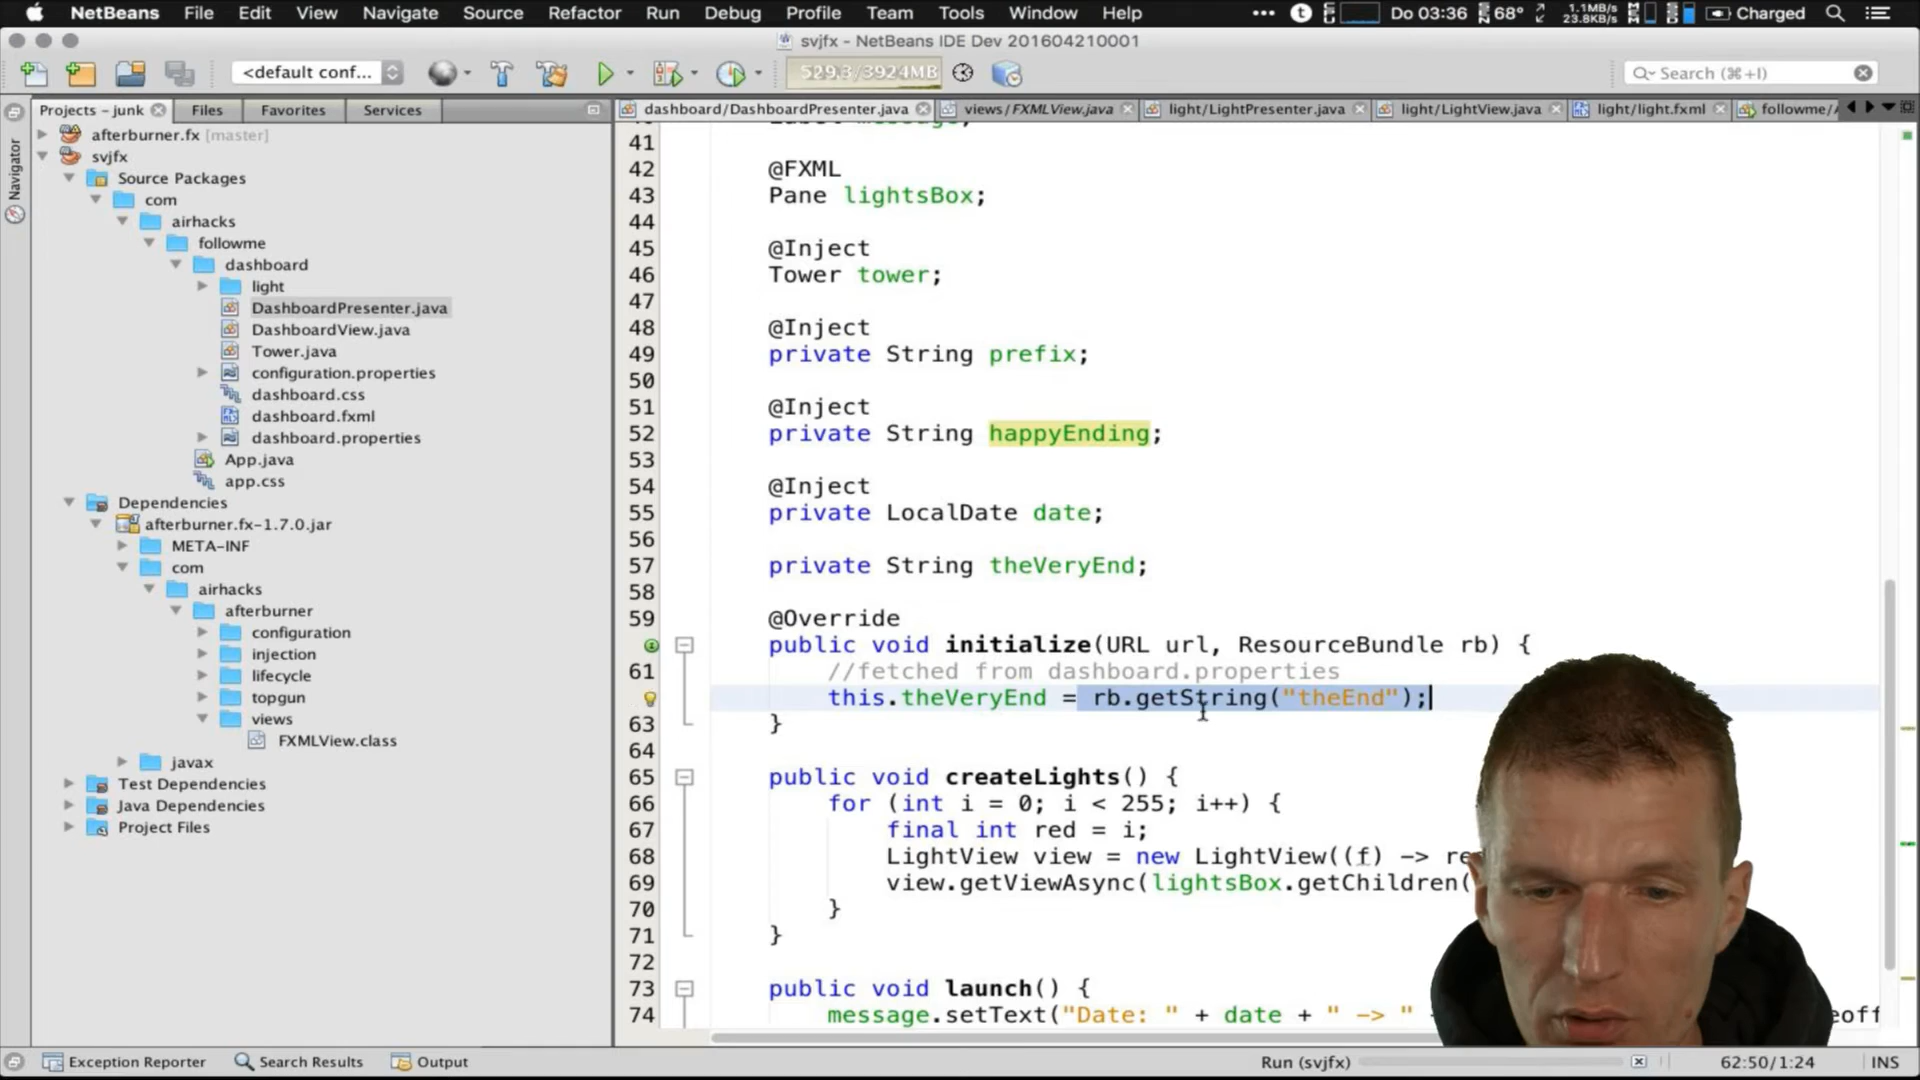 NetBeans File Edit View Navigate Source Refactor Run Debug Profile Team Tools Window Help
Do 03:36 68° 1.1MB/s 23.8KB/s Charged
svjfx - NetBeans IDE Dev 201604210001
<default conf... 529.3/3924MB Search (⌘+I)
Projects - junk Files Favorites Services
dashboard/DashboardPresenter.java views/FXMLView.java light/LightPresenter.java light/LightView.java light/light.fxml followme/
Navigator
afterburner.fx [master]
svjfx
Source Packages
com
airhacks
followme
dashboard
light
DashboardPresenter.java
DashboardView.java
Tower.java
configuration.properties
dashboard.css
dashboard.fxml
dashboard.properties
App.java
app.css
Dependencies
afterburner.fx-1.7.0.jar
META-INF
com
airhacks
afterburner
configuration
injection
lifecycle
topgun
views
FXMLView.class
javax
Test Dependencies
Java Dependencies
Project Files
41
42 @FXML
43 Pane lightsBox;
44
45 @Inject
46 Tower tower;
47
48 @Inject
49 private String prefix;
50
51 @Inject
52 private String happyEnding;
53
54 @Inject
55 private LocalDate date;
56
57 private String theVeryEnd;
58
59 @Override
public void initialize(URL url, ResourceBundle rb) {
61 //fetched from dashboard.properties
this.theVeryEnd = rb.getString("theEnd");
63 }
64
65 public void createLights() {
66 for (int i = 0; i < 255; i++) {
67 final int red = i;
68 LightView view = new LightView((f) -> re
69 view.getViewAsync(lightsBox.getChildren(
70 }
71 }
72
73 public void launch() {
74 message.setText("Date: " + date + " -> " eoff
Exception Reporter Search Results Output Run (svjfx) 62:50/1:24 INS